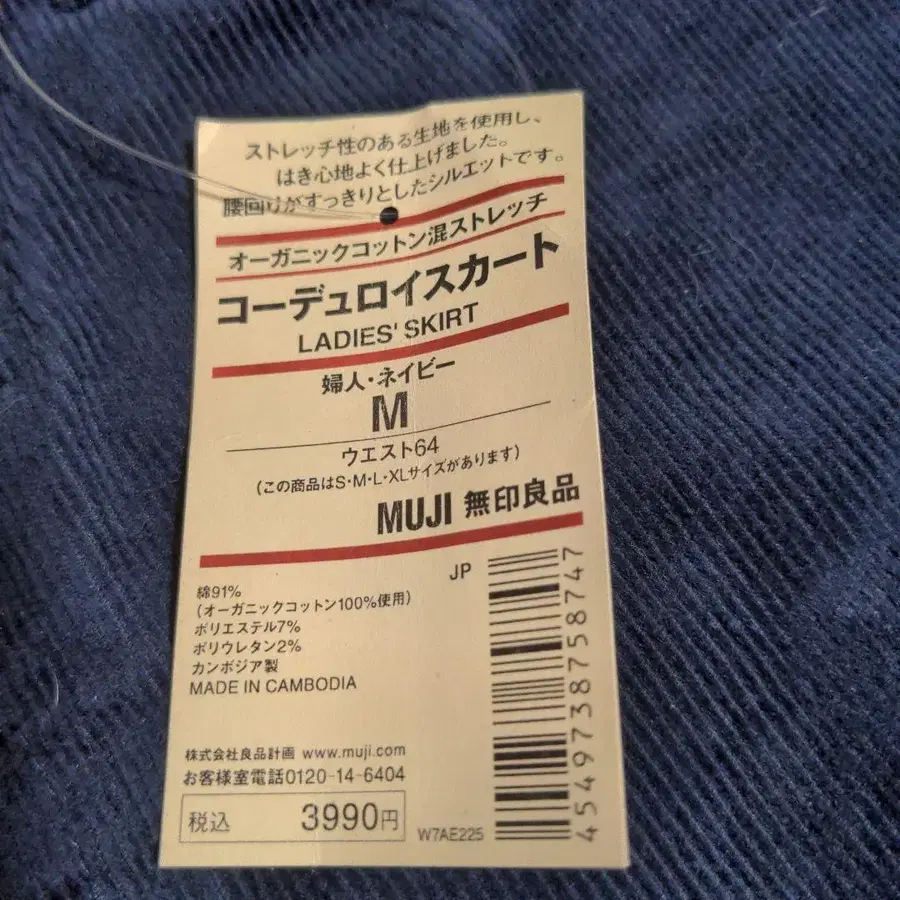 ストレッチ性のある生地を使用し、
はき心地よく仕上げました。
腰回りがすっきりとしたシルエットです。
オーガニックコットン混ストレッチ
コーデュロイスカート
LADIES' SKIRT
婦人・ネイビー
M
ウエスト64
(この商品はS・M・L・XLサイズがあります)
MUJI 無印良品
JP
綿91%
(オーガニックコットン100%使用)
ポリエステル7%
ポリウレタン2%
カンボジア製
MADE IN CAMBODIA
株式会社良品計画 www.muji.com
お客様室電話0120-14-6404
税込 3990円
W7AE225
4549738758747